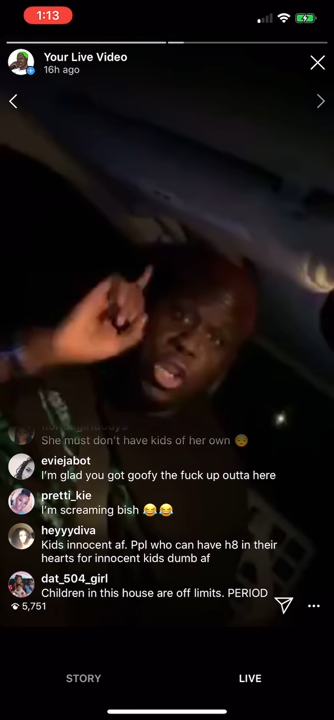 1:13
Your Live Video
16h ago
She must don't have kids of her own 😔
eviejabot
I'm glad you got goofy the fuck up outta here
pretti_kie
I'm screaming bish 😂😂
heyyydiva
Kids innocent af. Ppl who can have h8 in their
hearts for innocent kids dumb af
dat_504_girl
Children in this house are off limits. PERIOD
5,751
STORY
LIVE